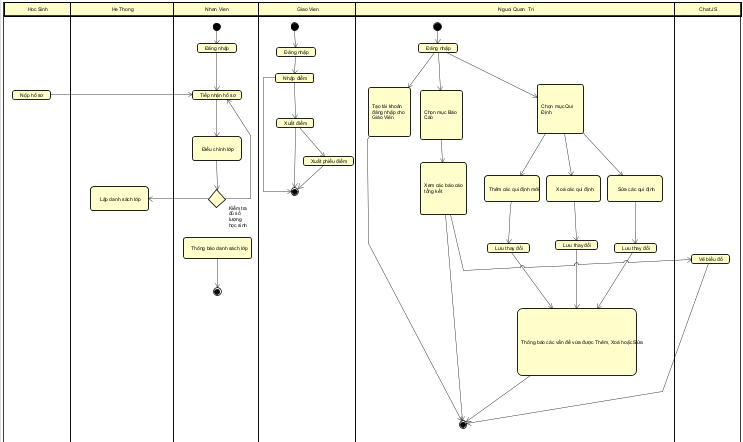 Hoc Sinh
He Thong
Nhan Vien
Giao Vien
Nguoi Quan Tri
Chart.JS
Đăng nhập
Đăng nhập
Đăng nhập
Nhập điểm
Nộp hồ sơ
Tiếp nhận hồ sơ
Tạo tài khoản
đăng nhập cho
Giáo Viên
Chọn mục Báo
Cáo
Chọn mục Qui
Định
Xuất điểm
Điều chỉnh lớp
Xuất phiếu điểm
Xem các báo cáo
tổng kết
Thêm các qui định mới
Xoá các qui định
Sửa các qui định
Lập danh sách lớp
Kiểm tra
đủ số
lượng
học sinh
Thông báo danh sách lớp
Lưu thay đổi
Lưu thay đổi
Lưu thay đổi
Vẽ biểu đồ
Thông báo các vấn đề vừa được Thêm, Xoá hoặc Sửa